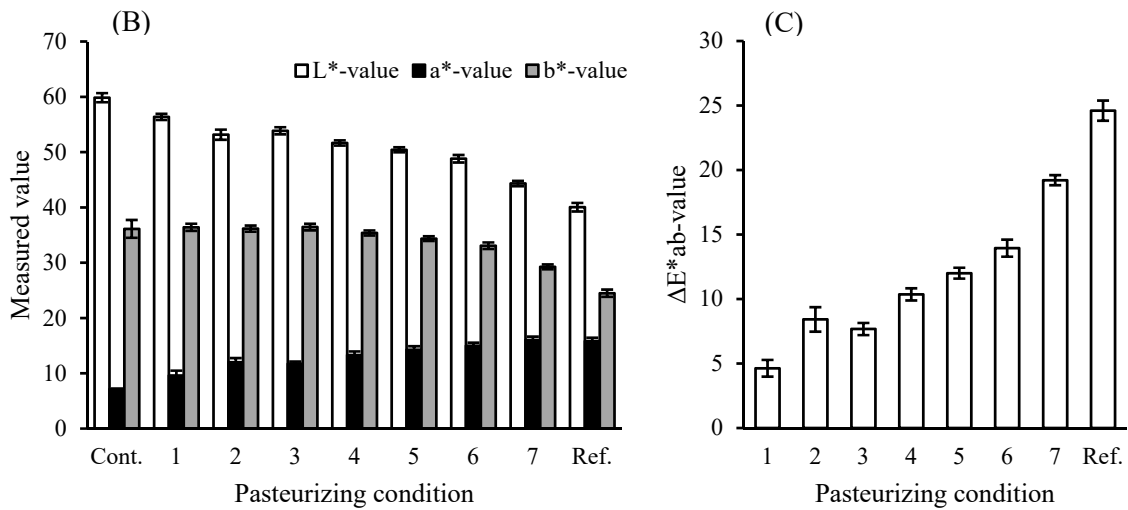 (B)
70
60
50
40
30
20
10
0
Measured value
L*-value a*-value b*-value
Cont. 1 2 3 4 5 6 7 Ref.
Pasteurizing condition
(C)
30
25
20
15
10
5
0
ΔE*ab-value
1 2 3 4 5 6 7 Ref.
Pasteurizing condition